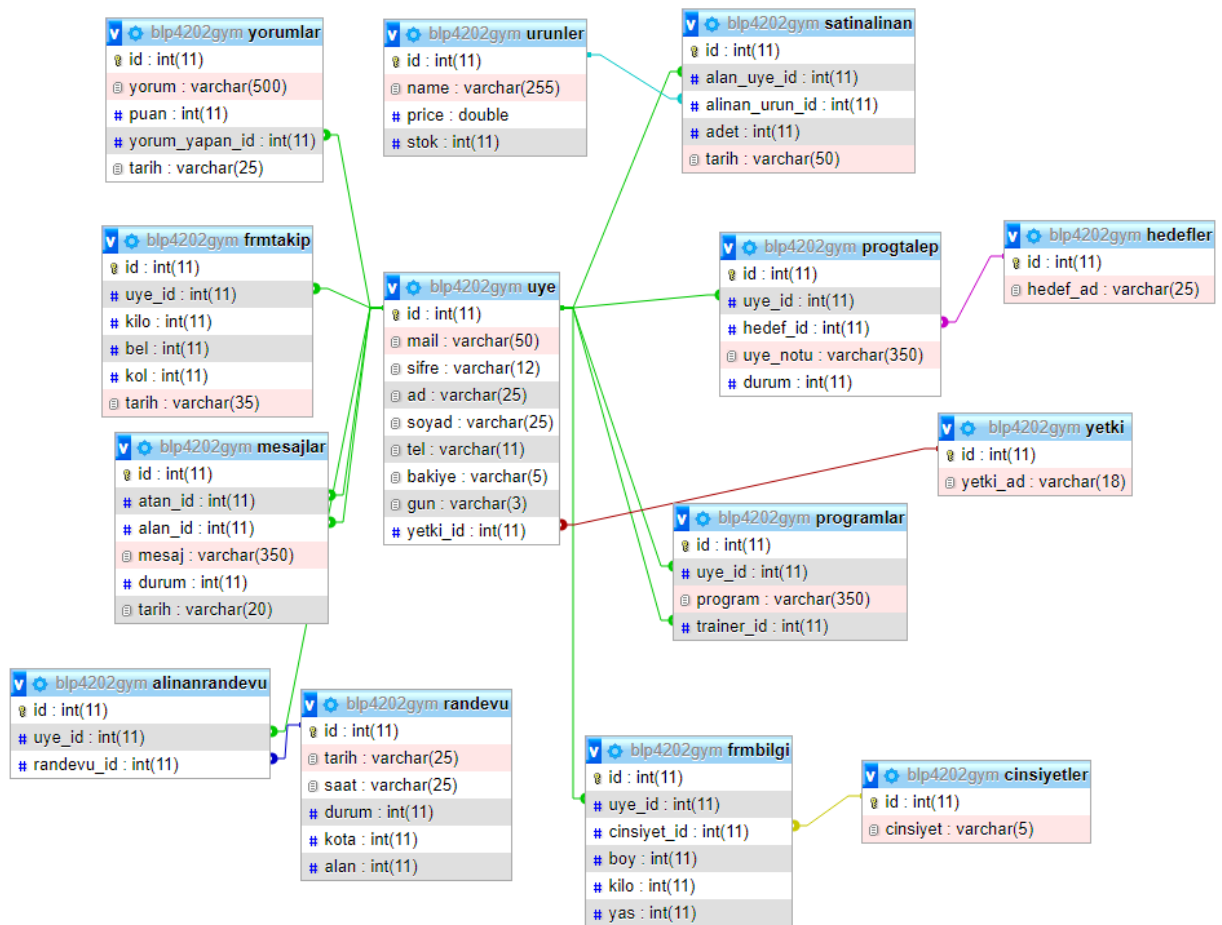 blp4202gym yorumlar
id : int(11)
yorum : varchar(500)
puan : int(11)
yorum_yapan_id : int(11)
tarih : varchar(25)
blp4202gym urunler
id : int(11)
name : varchar(255)
price : double
stok : int(11)
blp4202gym satinalinan
id : int(11)
alan_uye_id : int(11)
alinan_urun_id : int(11)
adet : int(11)
tarih : varchar(50)
blp4202gym frmtakip
id : int(11)
uye_id : int(11)
kilo : int(11)
bel : int(11)
kol : int(11)
tarih : varchar(35)
blp4202gym uye
id : int(11)
mail : varchar(50)
sifre : varchar(12)
ad : varchar(25)
soyad : varchar(25)
tel : varchar(11)
bakiye : varchar(5)
gun : varchar(3)
yetki_id : int(11)
blp4202gym progtalep
id : int(11)
uye_id : int(11)
hedef_id : int(11)
uye_notu : varchar(350)
durum : int(11)
blp4202gym hedefler
id : int(11)
hedef_ad : varchar(25)
blp4202gym mesajlar
id : int(11)
atan_id : int(11)
alan_id : int(11)
mesaj : varchar(350)
durum : int(11)
tarih : varchar(20)
blp4202gym yetki
id : int(11)
yetki_ad : varchar(18)
blp4202gym programlar
id : int(11)
uye_id : int(11)
program : varchar(350)
trainer_id : int(11)
blp4202gym alinanrandevu
id : int(11)
uye_id : int(11)
randevu_id : int(11)
blp4202gym randevu
id : int(11)
tarih : varchar(25)
saat : varchar(25)
durum : int(11)
kota : int(11)
alan : int(11)
blp4202gym frmbilgi
id : int(11)
uye_id : int(11)
cinsiyet_id : int(11)
boy : int(11)
kilo : int(11)
yas : int(11)
blp4202gym cinsiyetler
id : int(11)
cinsiyet : varchar(5)